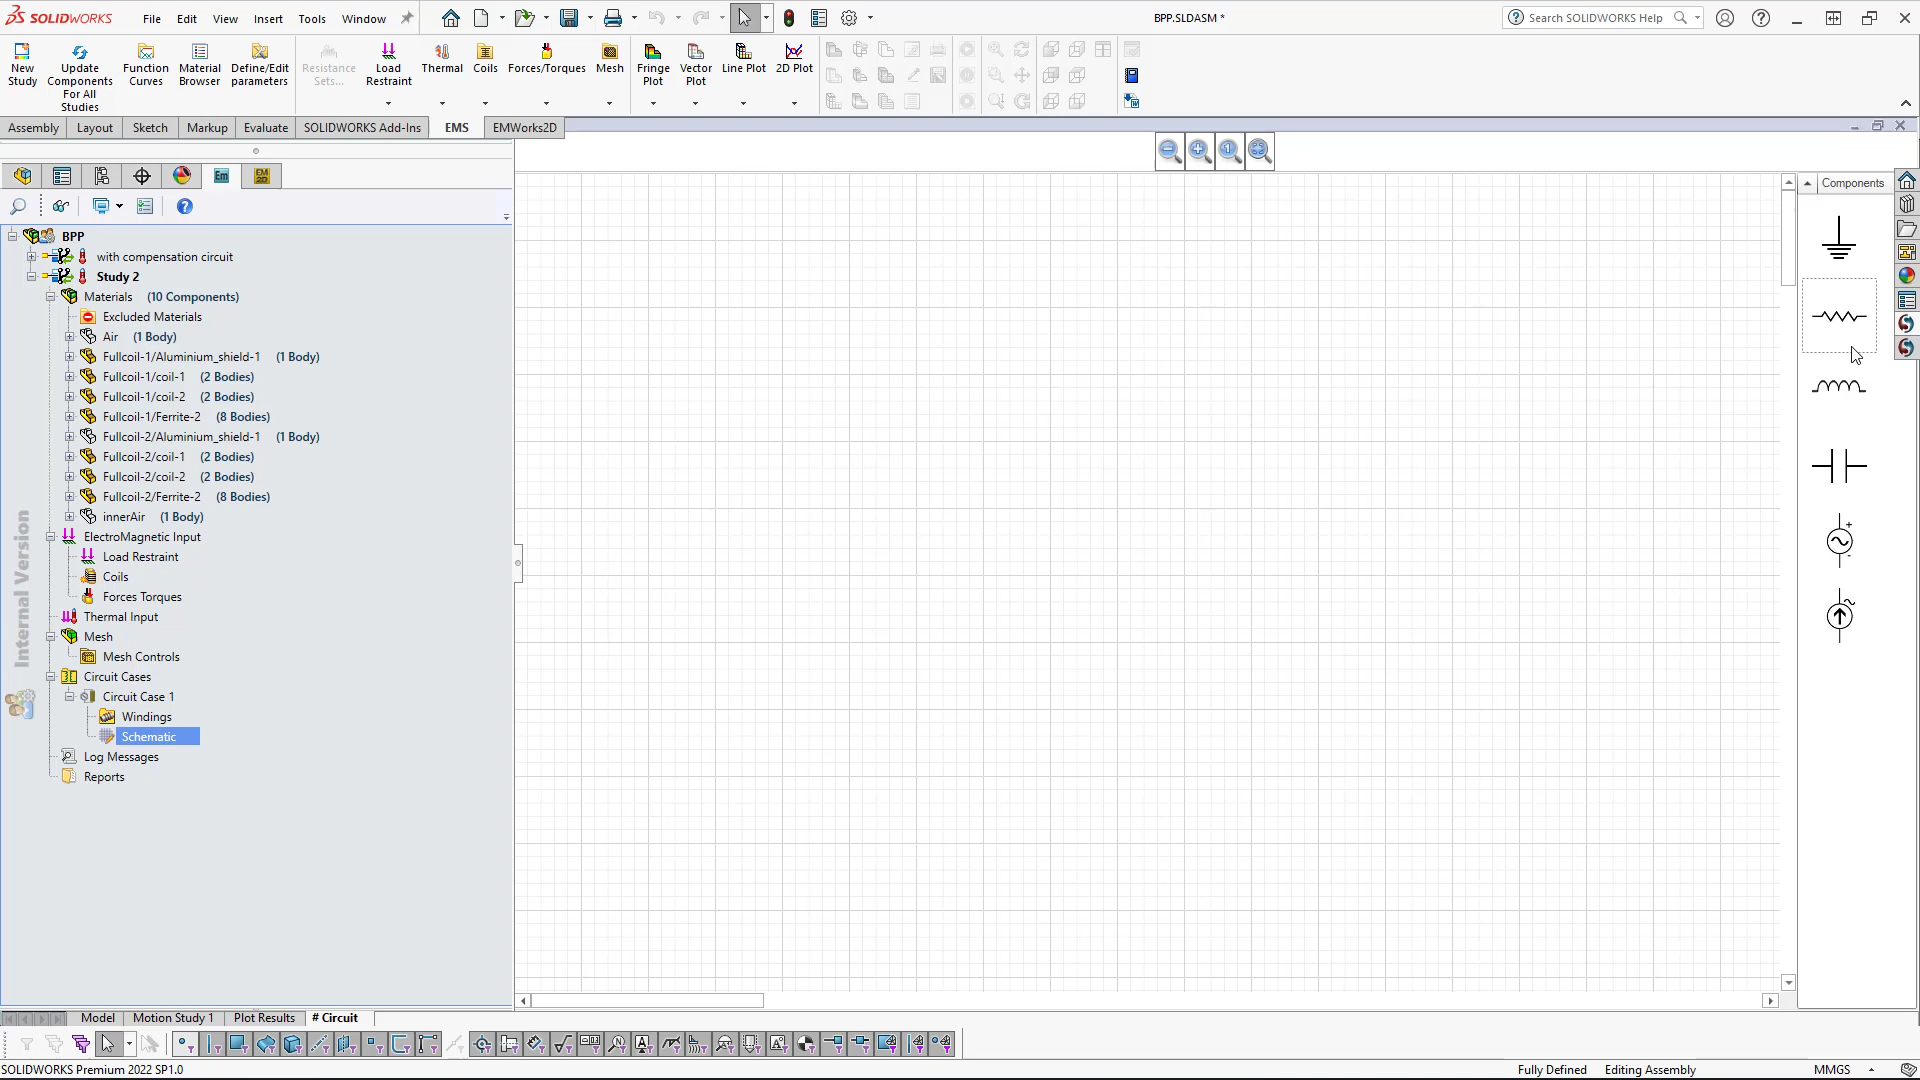 SOLIDWORKS
File Edit View Insert Tools Window
BPP.SLDASM *
Search SOLIDWORKS Help
New Study
Update Components For All Studies
Function Curves
Material Browser
Define/Edit parameters
Resistance Sets...
Load Restraint
Thermal
Coils
Forces/Torques
Mesh
Fringe Plot
Vector Plot
Line Plot
2D Plot
Assembly Layout Sketch Markup Evaluate SOLIDWORKS Add-Ins EMS EMWorks2D
Components
BPP
with compensation circuit
Study 2
Materials (10 Components)
Excluded Materials
Air (1 Body)
Fullcoil-1/Aluminium_shield-1 (1 Body)
Fullcoil-1/coil-1 (2 Bodies)
Fullcoil-1/coil-2 (2 Bodies)
Fullcoil-1/Ferrite-2 (8 Bodies)
Fullcoil-2/Aluminium_shield-1 (1 Body)
Fullcoil-2/coil-1 (2 Bodies)
Fullcoil-2/coil-2 (2 Bodies)
Fullcoil-2/Ferrite-2 (8 Bodies)
innerAir (1 Body)
ElectroMagnetic Input
Load Restraint
Coils
Forces Torques
Thermal Input
Mesh
Mesh Controls
Circuit Cases
Circuit Case 1
Windings
Schematic
Log Messages
Reports
Internal Version
Model Motion Study 1 Plot Results # Circuit
SOLIDWORKS Premium 2022 SP1.0
Fully Defined Editing Assembly MMGS